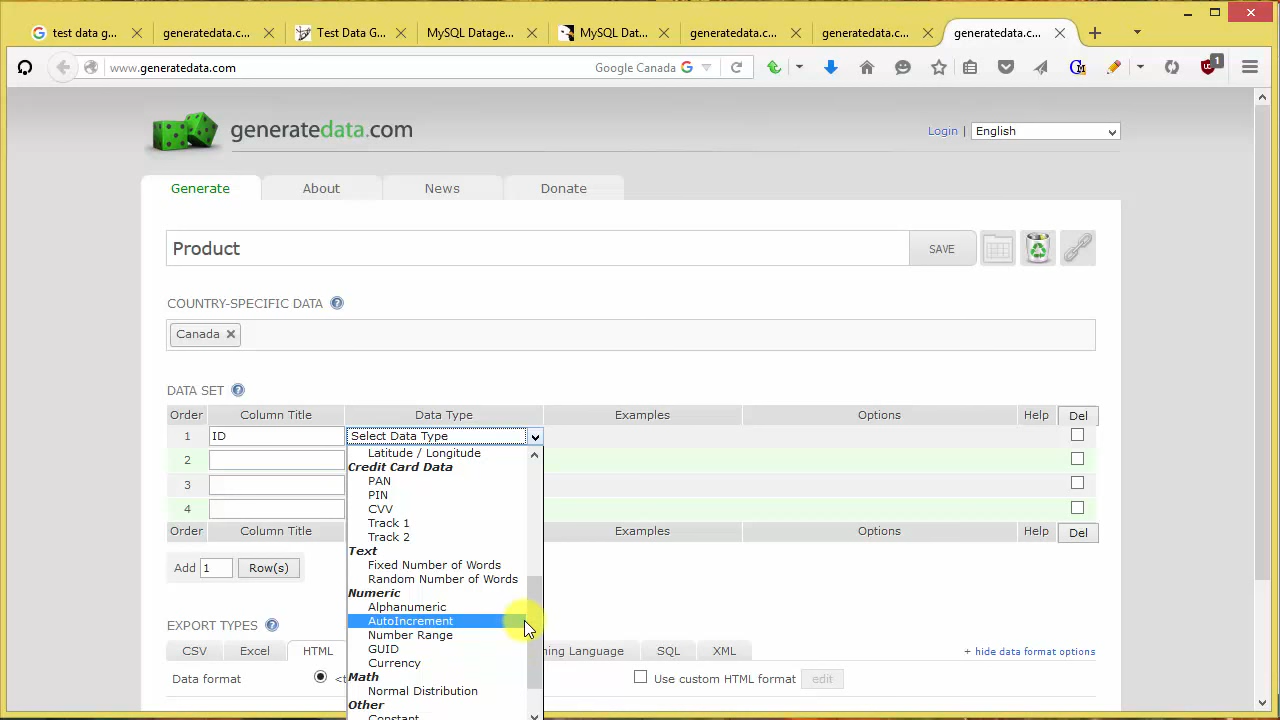 test data g...
generatedata.c...
Test Data G...
MySQL Datage...
MySQL Dat...
generatedata.c...
generatedata.c...
generatedata.c...
www.generatedata.com
Google Canada
1
generatedata.com
Login | English
Generate
About
News
Donate
Product
SAVE
COUNTRY-SPECIFIC DATA
Canada
DATA SET
Order Column Title Data Type Examples Options Help Del
1 ID Select Data Type
2
3
4
Latitude / Longitude
Credit Card Data
PAN
PIN
CVV
Track 1
Track 2
Text
Fixed Number of Words
Random Number of Words
Numeric
Alphanumeric
AutoIncrement
Number Range
GUID
Currency
Math
Normal Distribution
Other
Constant
Order Column Title Examples Options Help Del
Add 1 Row(s)
EXPORT TYPES
CSV Excel HTML ing Language SQL XML + hide data format options
Data format <t Use custom HTML format edit